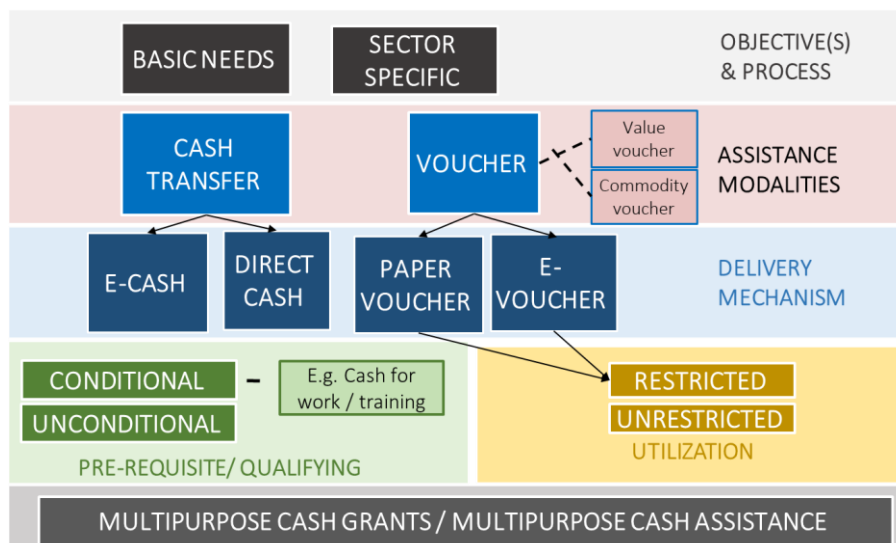 BASIC NEEDS
SECTOR
SPECIFIC
OBJECTIVE(S)
& PROCESS
CASH
TRANSFER
VOUCHER
Value
voucher
Commodity
voucher
ASSISTANCE
MODALITIES
E-CASH
DIRECT
CASH
PAPER
VOUCHER
E-
VOUCHER
DELIVERY
MECHANISM
CONDITIONAL
–
E.g. Cash for
work / training
UNCONDITIONAL
PRE-REQUISITE/ QUALIFYING
RESTRICTED
UNRESTRICTED
UTILIZATION
MULTIPURPOSE CASH GRANTS / MULTIPURPOSE CASH ASSISTANCE